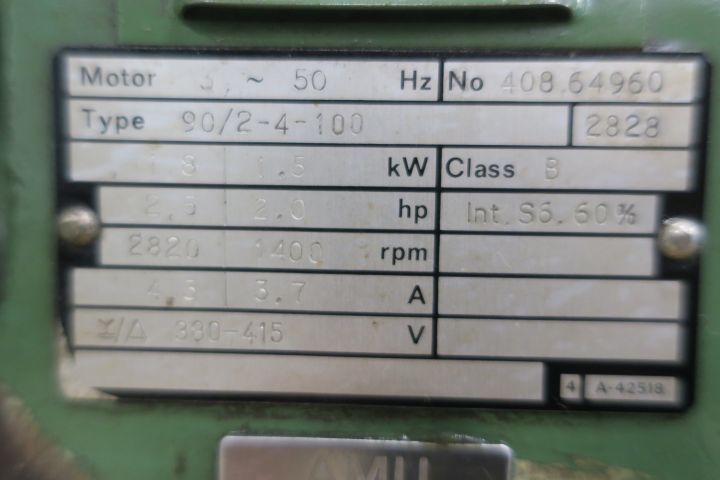 Motor 3 ~ 50 Hz No 408.64960
Type 90/2-4-100 2828
1.8 1.5 kW Class B
2.5 2.0 hp Int. S6. 60%
2820 1400 rpm
4.3 3.7 A
/Δ 380-415 V
4 A-42518